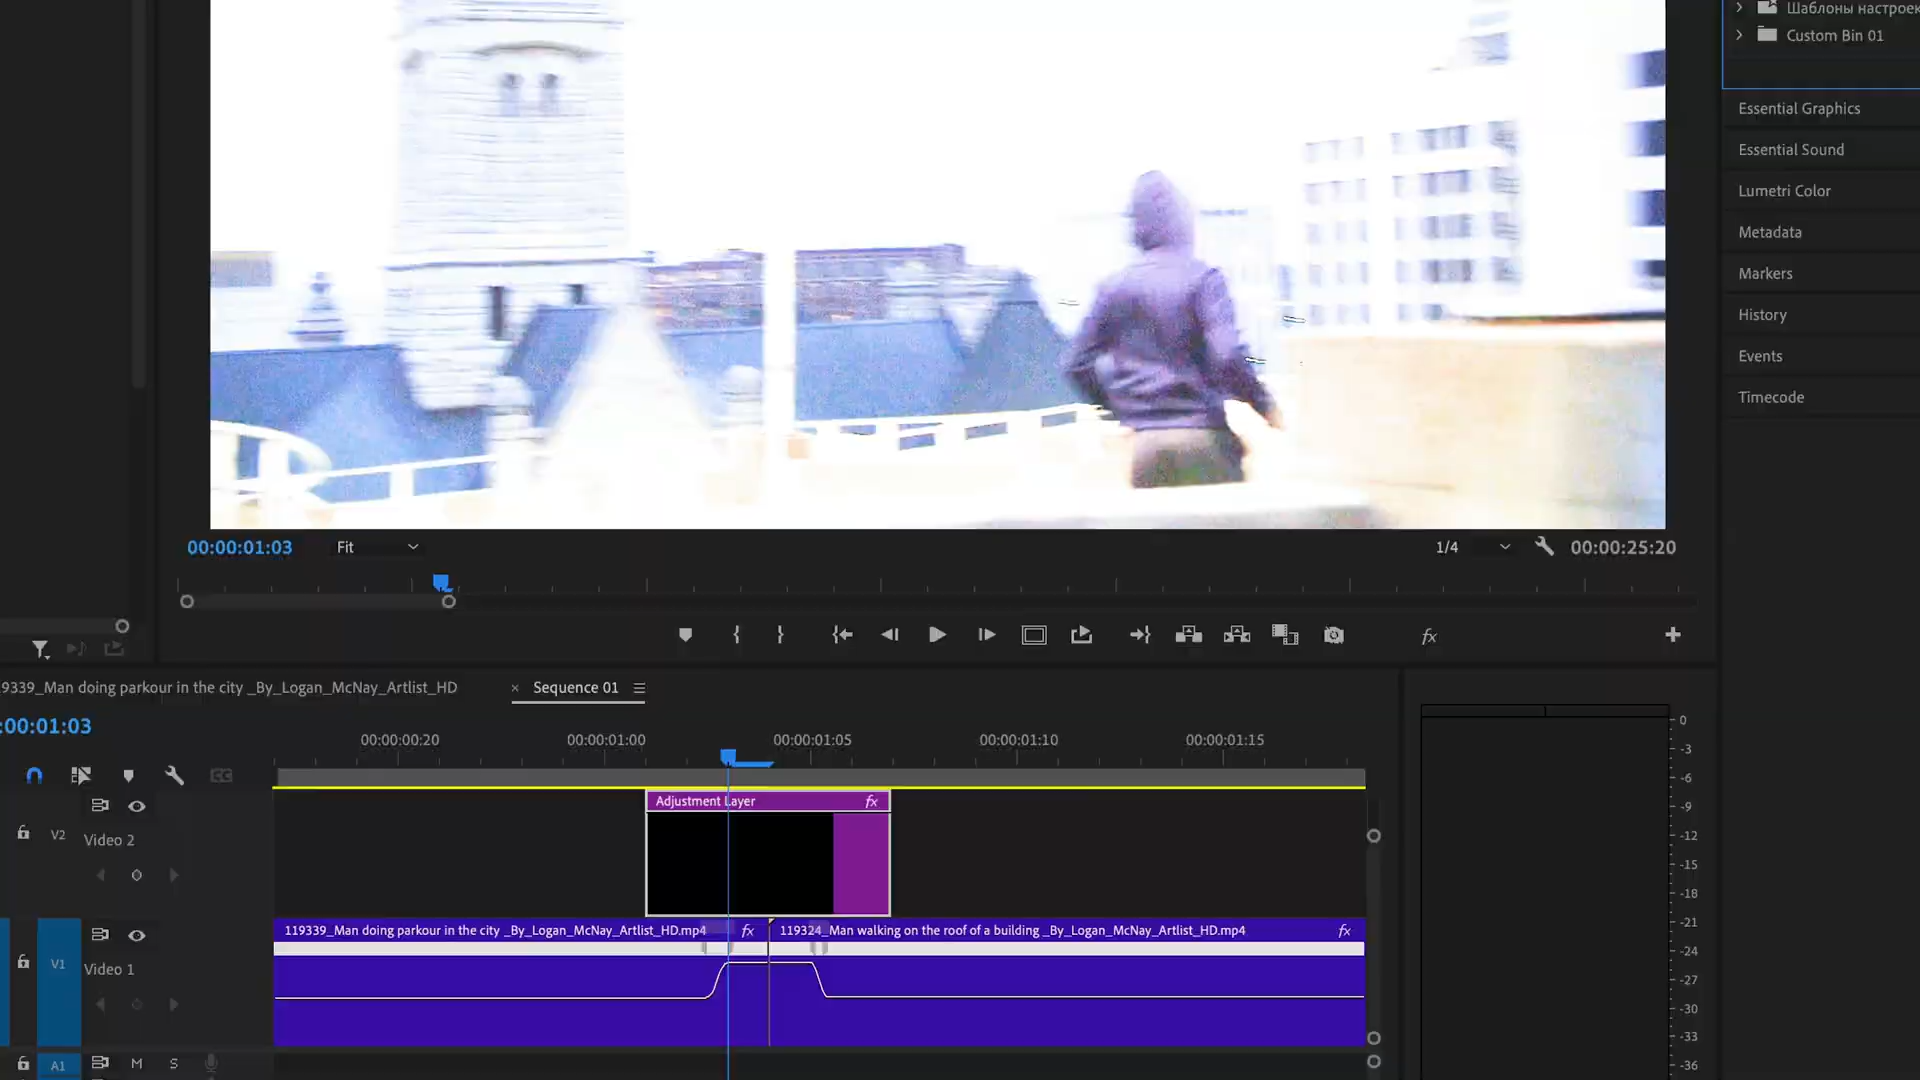 Шаблоны настроек
Custom Bin 01
Essential Graphics
Essential Sound
Lumetri Color
Metadata
Markers
History
Events
Timecode
00:00:01:03
Fit
1/4
00:00:25:20
fx
9339_Man doing parkour in the city _By_Logan_McNay_Artlist_HD
× Sequence 01
:00:01:03
00:00:00:20
00:00:01:00
00:00:01:05
00:00:01:10
00:00:01:15
CC
Adjustment Layer fx
V2
Video 2
119339_Man doing parkour in the city _By_Logan_McNay_Artlist_HD.mp4 fx
119324_Man walking on the roof of a building _By_Logan_McNay_Artlist_HD.mp4 fx
V1
Video 1
A1
M
S
0
-3
-6
-9
-12
-15
-18
-21
-24
-27
-30
-33
-36